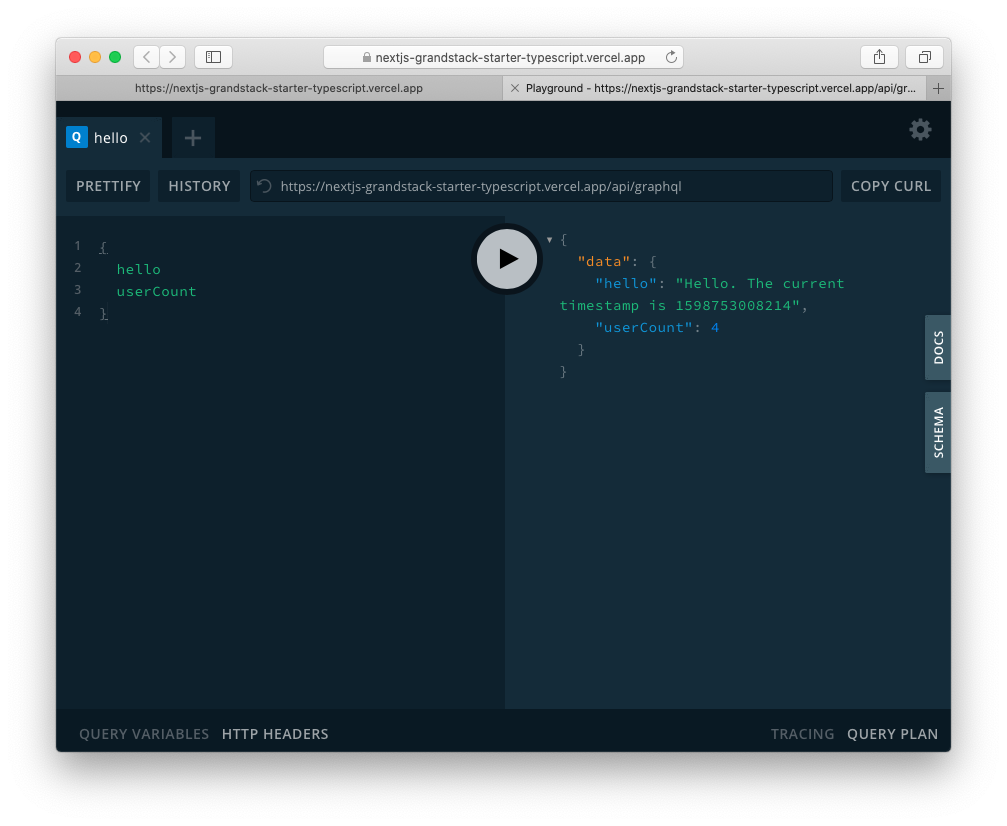 nextjs-grandstack-starter-typescript.vercel.app
https://nextjs-grandstack-starter-typescript.vercel.app
Playground - https://nextjs-grandstack-starter-typescript.vercel.app/api/gr...
Q hello
PRETTIFY
HISTORY
https://nextjs-grandstack-starter-typescript.vercel.app/api/graphql
COPY CURL
1 {
2 hello
3 userCount
4 }
{
"data": {
"hello": "Hello. The current
timestamp is 1598753008214",
"userCount": 4
}
}
DOCS
SCHEMA
QUERY VARIABLES
HTTP HEADERS
TRACING
QUERY PLAN